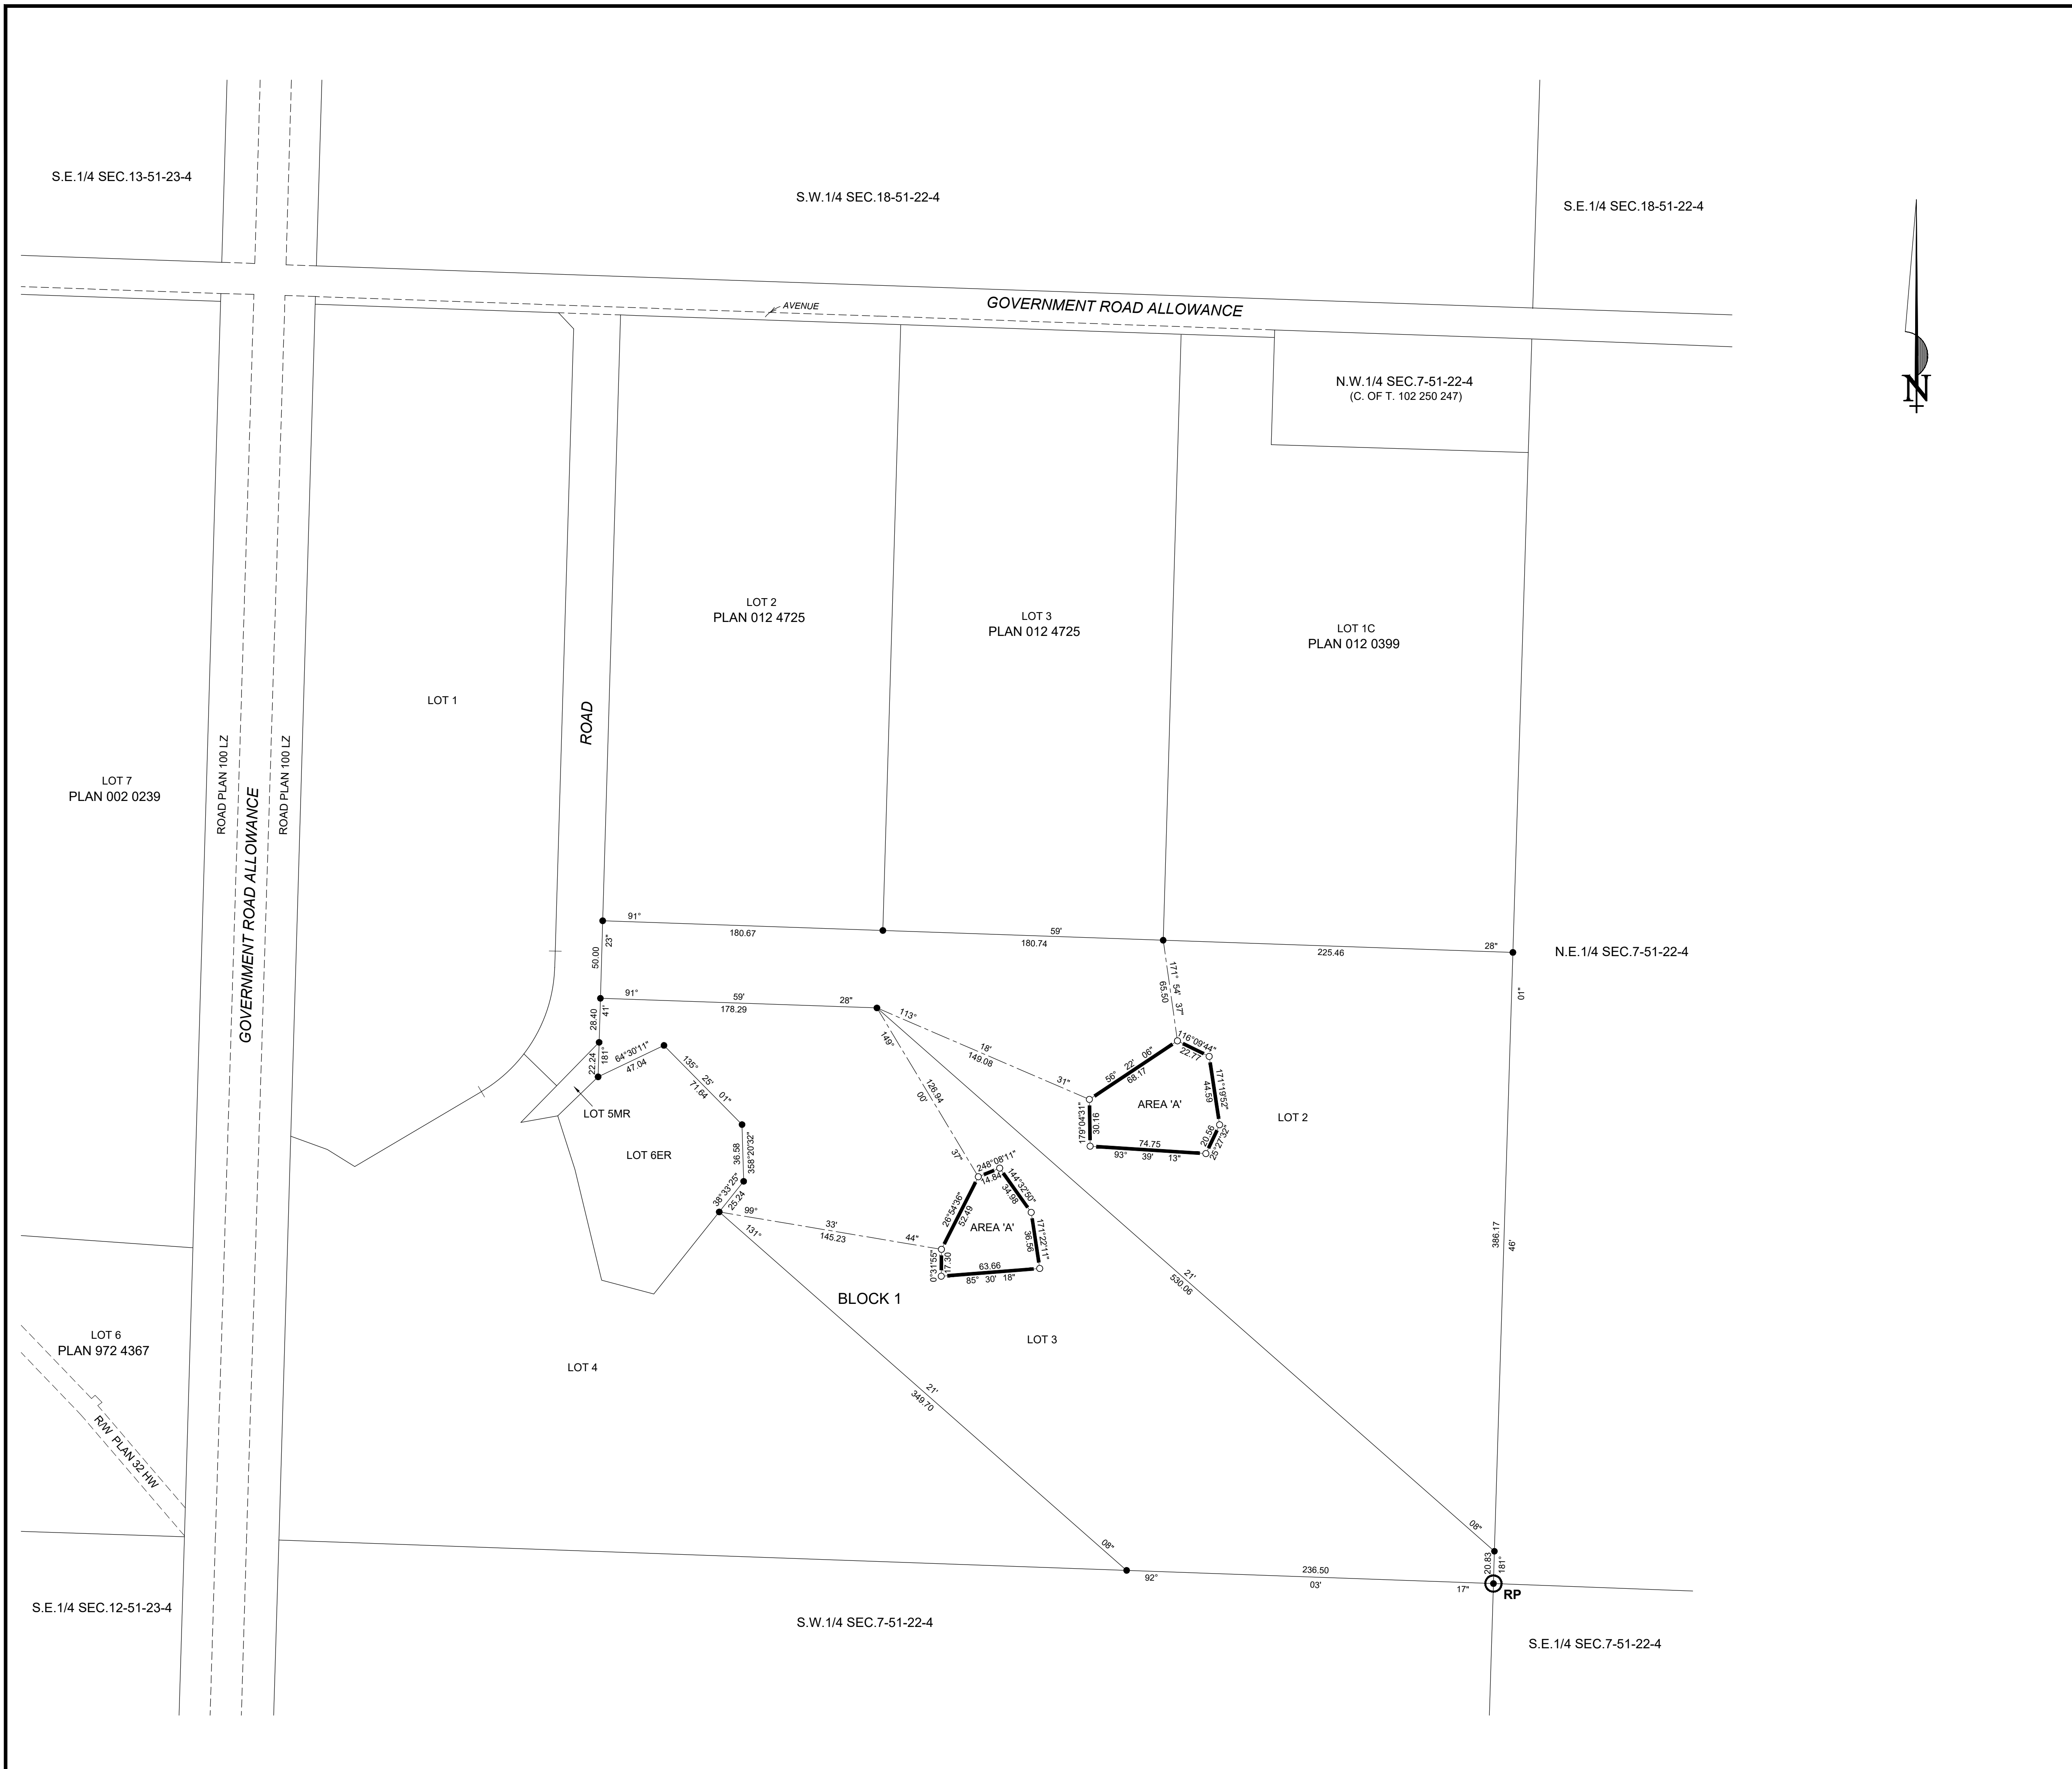 S.E.1/4 SEC.13-51-23-4
S.W.1/4 SEC.18-51-22-4
S.E.1/4 SEC.18-51-22-4
AVENUE
GOVERNMENT ROAD ALLOWANCE
N.W.1/4 SEC.7-51-22-4
(C. OF T. 102 250 247)
N
LOT 2
PLAN 012 4725
LOT 3
PLAN 012 4725
LOT 1C
PLAN 012 0399
LOT 1
ROAD
LOT 7
PLAN 002 0239
ROAD PLAN 100 LZ
GOVERNMENT ROAD ALLOWANCE
ROAD PLAN 100 LZ
91°
59'
28"
180.67
180.74
225.46
N.E.1/4 SEC.7-51-22-4
50.00
23"
91°
59'
28"
178.29
28.40
41'
22.24
181°
64°30'11"
47.04
135° 25' 01"
71.64
LOT 5MR
LOT 6ER
36.58
358°20'32"
38°33'25"
25.24
99° 33' 44"
145.23
149° 00' 37"
126.94
113° 18' 31"
149.08
171° 54' 37"
65.50
116°09'44"
22.77
56° 22' 06"
68.17
171°19'52"
44.59
AREA 'A'
179°04'31"
30.16
20.56
25°27'32"
74.75
93° 39' 13"
LOT 2
248°08'11"
14.84
144°32'50"
34.98
26°54'36"
52.49
AREA 'A'
171°22'11"
36.56
0°31'55"
17.30
63.66
85° 30' 18"
BLOCK 1
LOT 3
LOT 4
131° 21' 08"
349.70
21'
530.06
08"
01"
386.17
46'
20.83
181°
LOT 6
PLAN 972 4367
R/W PLAN 32 HW
236.50
92° 03' 17"
RP
S.E.1/4 SEC.12-51-23-4
S.W.1/4 SEC.7-51-22-4
S.E.1/4 SEC.7-51-22-4